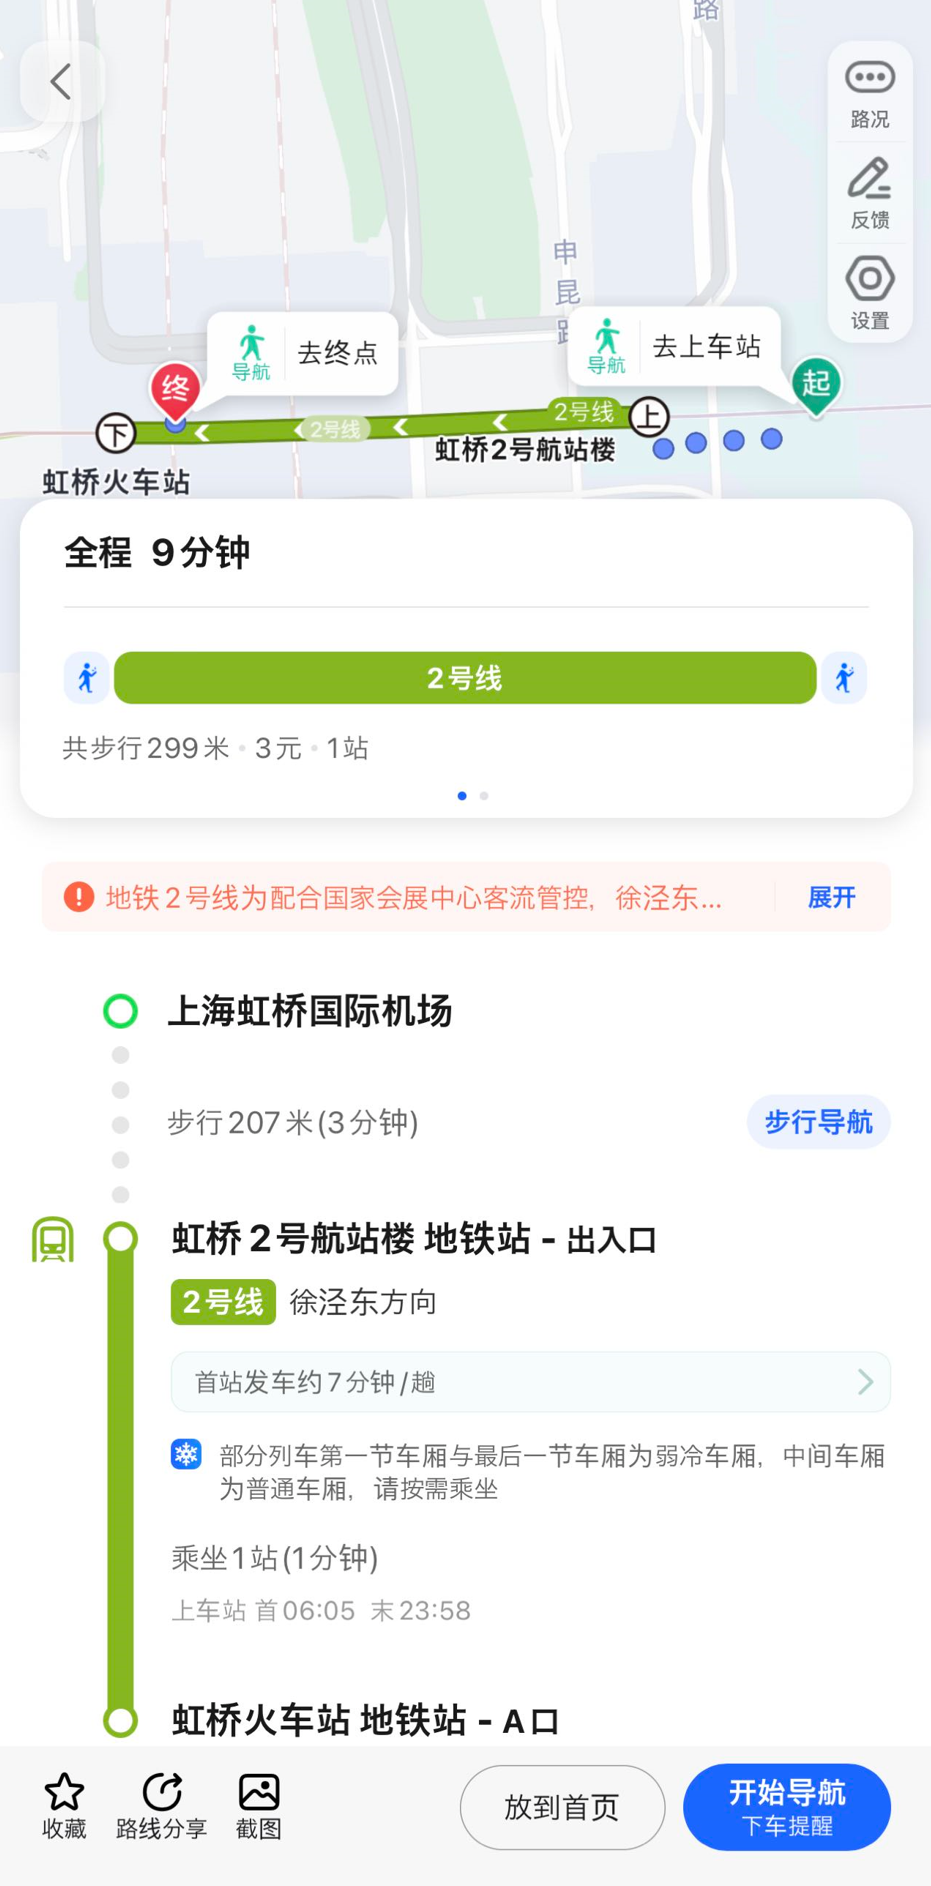 路
路况
反馈
设置
申
昆
路
导航
去终点
导航
去上车站
终
起
下
2号线
2号线
上
虹桥2号航站楼
虹桥火车站
全程 9分钟
2号线
共步行299米·3元·1站
地铁2号线为配合国家会展中心客流管控，徐泾东...
展开
上海虹桥国际机场
步行207米(3分钟)
步行导航
虹桥2号航站楼 地铁站 - 出入口
2号线 徐泾东方向
首站发车约7分钟/趟
部分列车第一节车厢与最后一节车厢为弱冷车厢，中间车厢
为普通车厢，请按需乘坐
乘坐1站(1分钟)
上车站 首06:05 末23:58
虹桥火车站 地铁站 - A口
收藏
路线分享
截图
放到首页
开始导航
下车提醒